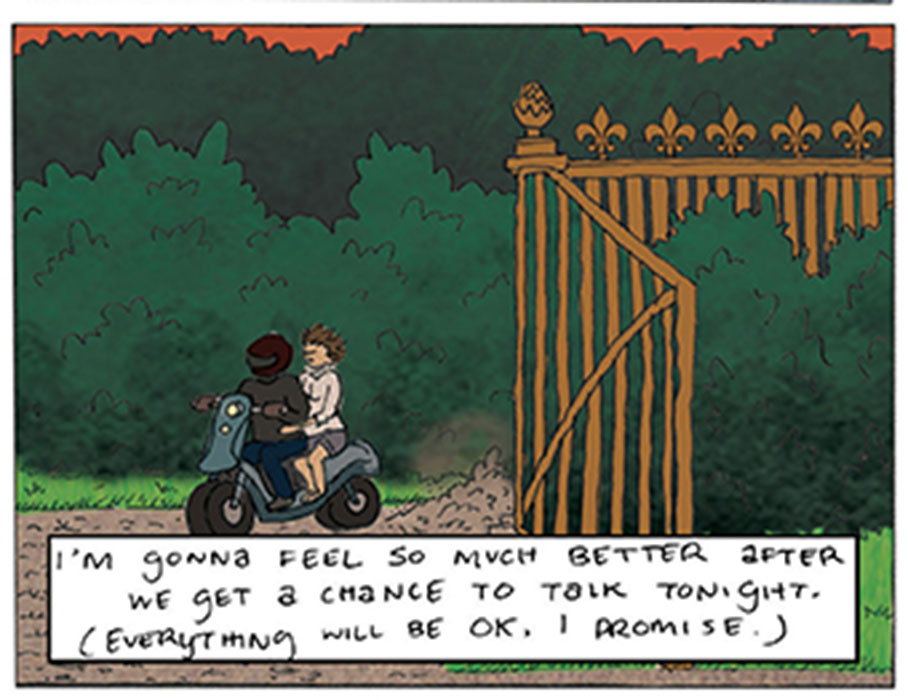 I'M gONNa FEEL SO MUCH BETTER aFTER
WE gET a CHaNCE TO TaLK TONigHT.
(EVERYTHINg WILL BE OK. I PROMISE.)